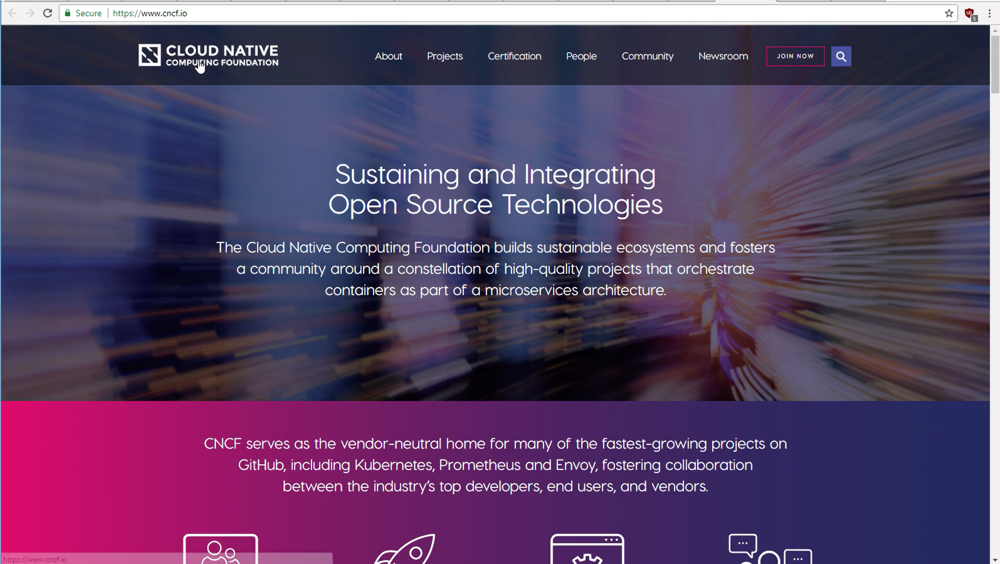 Secure
https://www.cncf.io
5
CLOUD NATIVE
COMPUTING FOUNDATION
About
Projects
Certification
People
Community
Newsroom
JOIN NOW
Sustaining and Integrating
Open Source Technologies
The Cloud Native Computing Foundation builds sustainable ecosystems and fosters
a community around a constellation of high-quality projects that orchestrate
containers as part of a microservices architecture.
CNCF serves as the vendor-neutral home for many of the fastest-growing projects on
GitHub, including Kubernetes, Prometheus and Envoy, fostering collaboration
between the industry’s top developers, end users, and vendors.
https://www.cncf.io